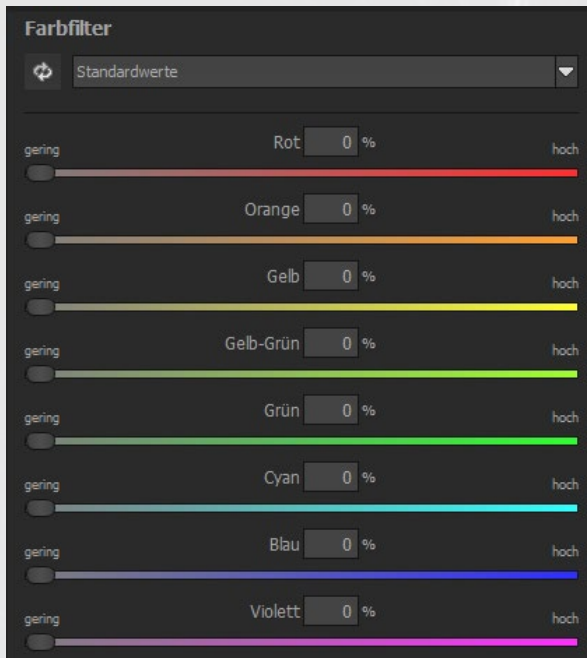 Farbfilter
Standardwerte
Rot 0 %
gering hoch
Orange 0 %
gering hoch
Gelb 0 %
gering hoch
Gelb-Grün 0 %
gering hoch
Grün 0 %
gering hoch
Cyan 0 %
gering hoch
Blau 0 %
gering hoch
Violett 0 %
gering hoch